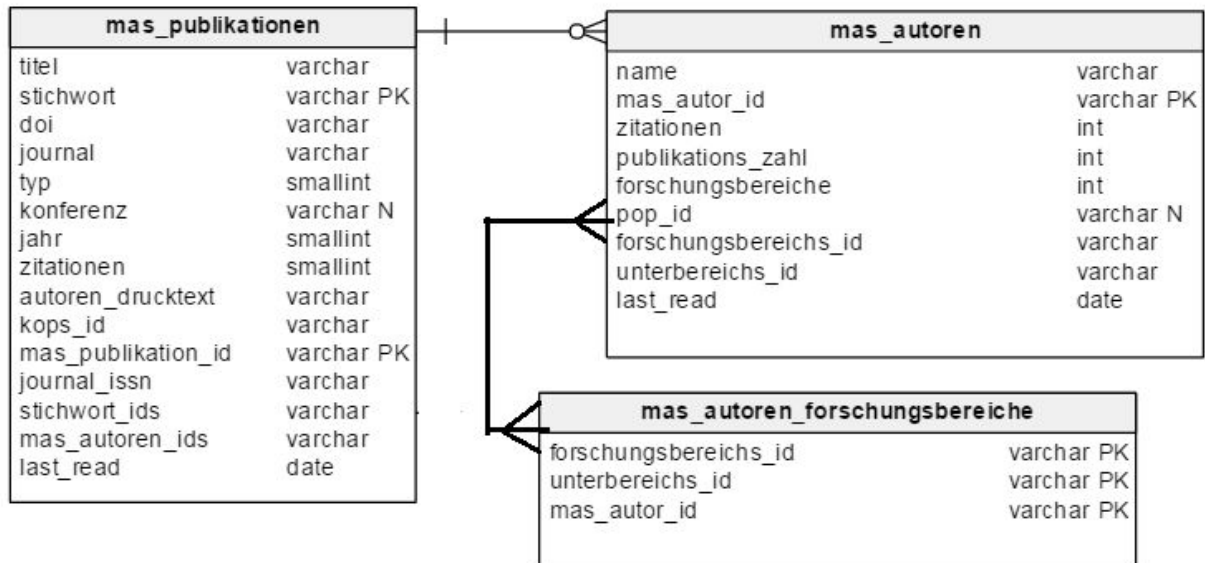 mas_publikationen
titel varchar
stichwort varchar PK
doi varchar
journal varchar
typ smallint
konferenz varchar N
jahr smallint
zitationen smallint
autoren_drucktext varchar
kops_id varchar
mas_publikation_id varchar PK
journal_issn varchar
stichwort_ids varchar
mas_autoren_ids varchar
last_read date
mas_autoren
name varchar
mas_autor_id varchar PK
zitationen int
publikations_zahl int
forschungsbereiche int
pop_id varchar N
forschungsbereichs_id varchar
unterbereichs_id varchar
last_read date
mas_autoren_forschungsbereiche
forschungsbereichs_id varchar PK
unterbereichs_id varchar PK
mas_autor_id varchar PK